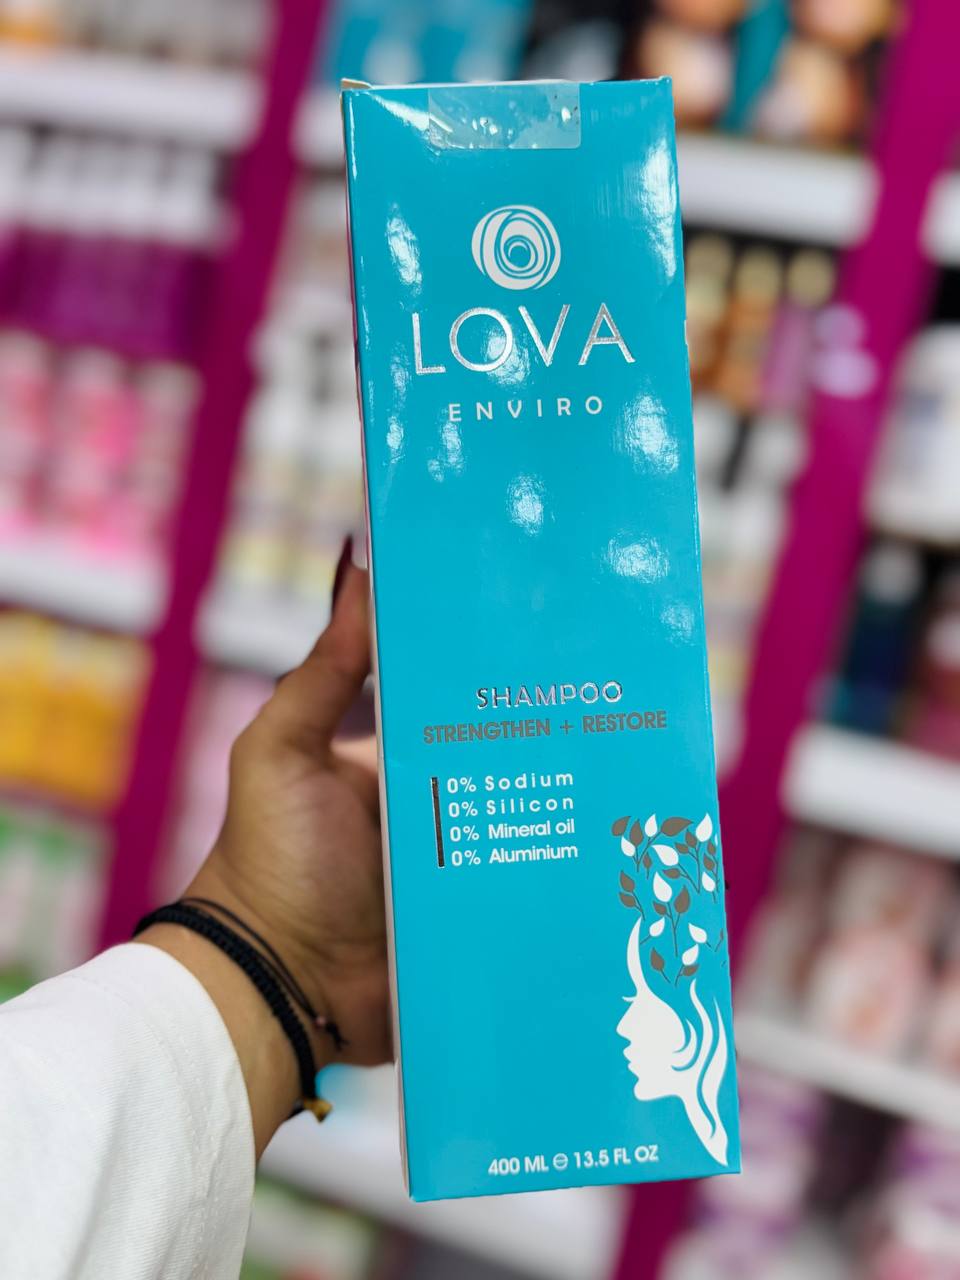 LOVA
ENVIRO
SHAMPOO
STRENGTHEN + RESTORE
0% Sodium
0% Silicon
0% Mineral oil
0% Aluminium
400 ML ℮ 13.5 FL OZ